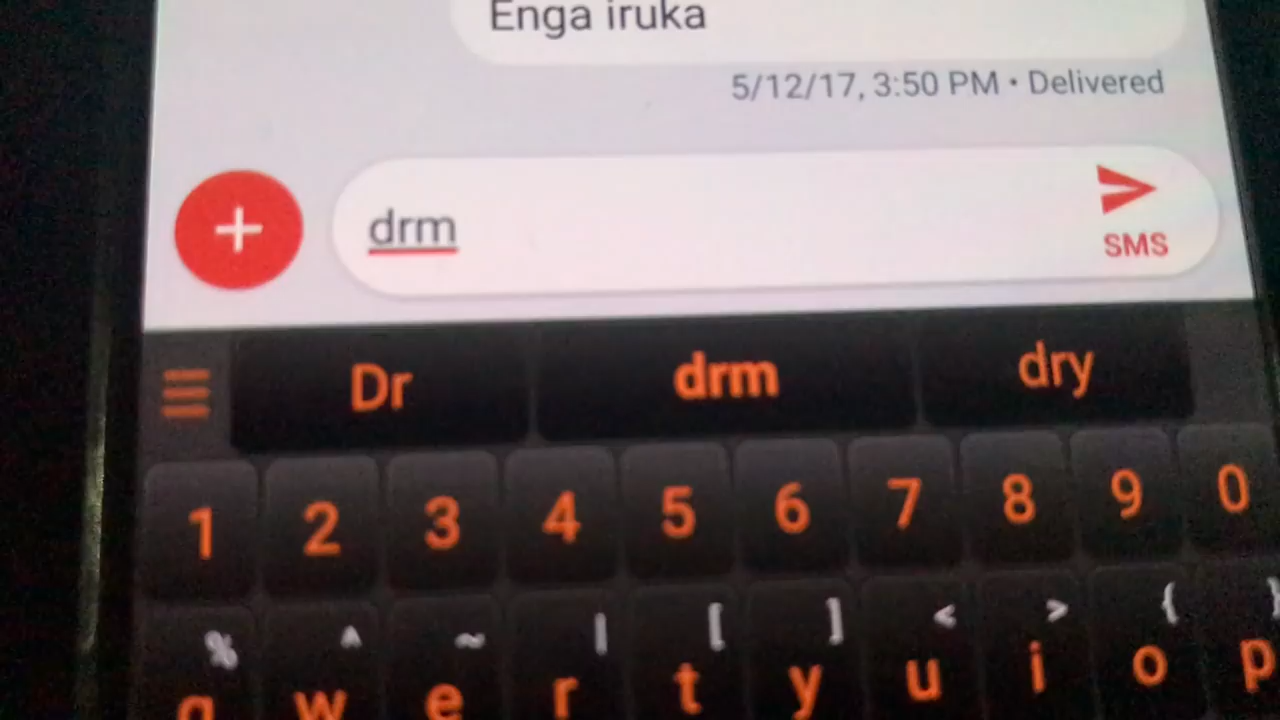 Enga iruka
5/12/17, 3:50 PM • Delivered
drm
SMS
Dr drm dry
1 2 3 4 5 6 7 8 9 0
% ^ ~ | [ ] < > { }
q w e r t y u i o p